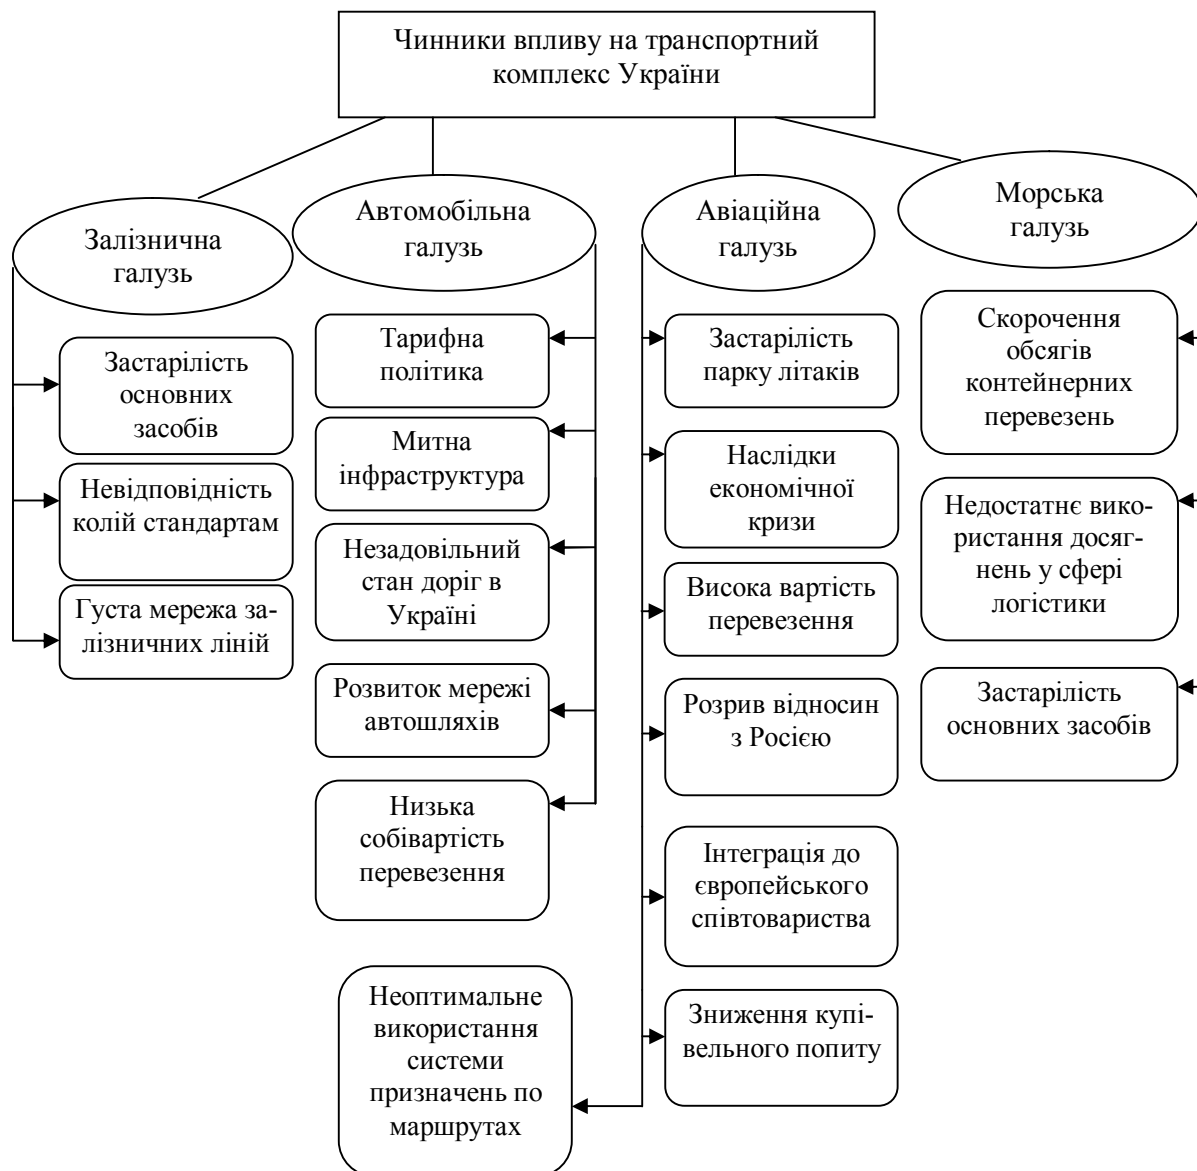 Чинники впливу на транспортний
комплекс України
Залізнична
галузь
Застарілість
основних
засобів
Невідповідність
колій стандартам
Густа мережа за-
лізничних ліній
Автомобільна
галузь
Тарифна
політика
Митна
інфраструктура
Незадовільний
стан доріг в
Україні
Розвиток мережі
автошляхів
Низька
собівартість
перевезення
Авіаційна
галузь
Застарілість
парку літаків
Наслідки
економічної
кризи
Висока вартість
перевезення
Розрив відносин
з Росією
Інтеграція до
європейського
співтовариства
Зниження купі-
вельного попиту
Неоптимальне
використання
системи
призначень по
маршрутах
Морська
галузь
Скорочення
обсягів
контейнерних
перевезень
Недостатнє вико-
ристання досяг-
нень у сфері
логістики
Застарілість
основних засобів